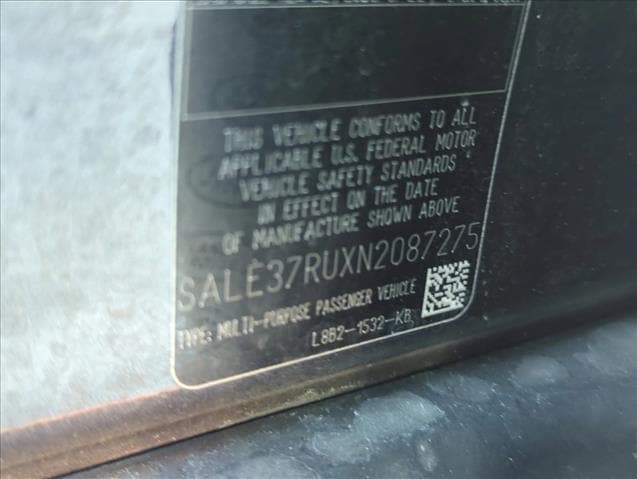 THIS VEHICLE CONFORMS TO ALL
APPLICABLE U.S. FEDERAL MOTOR
VEHICLE SAFETY STANDARDS
IN EFFECT ON THE DATE
OF MANUFACTURE SHOWN ABOVE
SALE37RUXN2087275
TYPE: MULTI-PURPOSE PASSENGER VEHICLE
L8B2-1532-KB